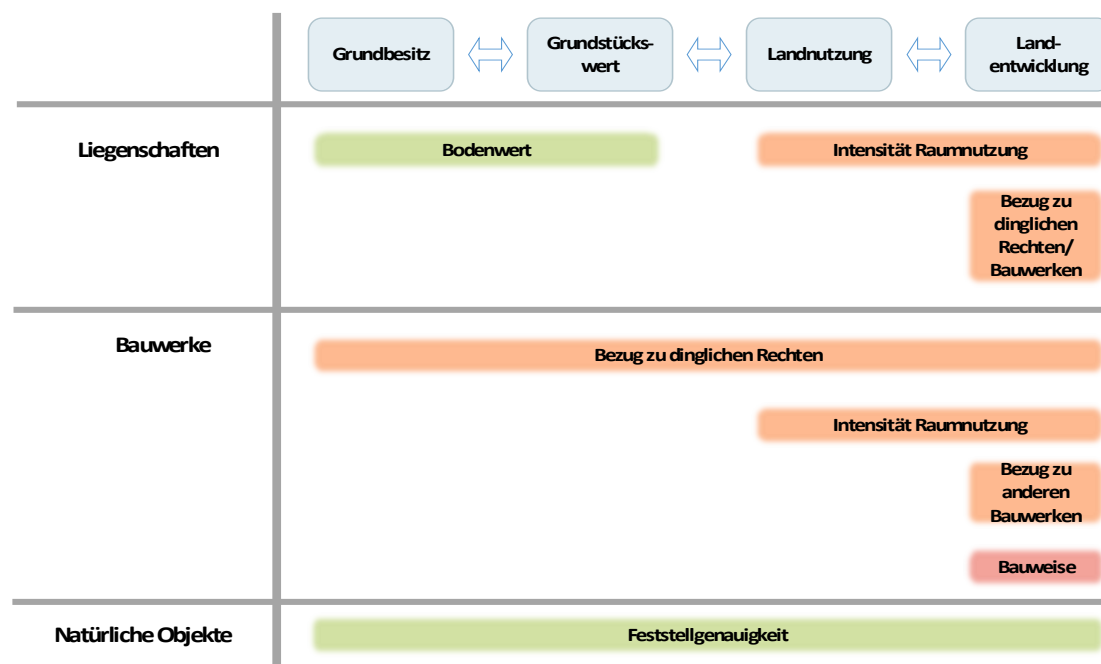 Grundbesitz
Grundstücks-
wert
Landnutzung
Land-
entwicklung
Liegenschaften
Bodenwert
Intensität Raumnutzung
Bezug zu
dinglichen
Rechten/
Bauwerken
Bauwerke
Bezug zu dinglichen Rechten
Intensität Raumnutzung
Bezug zu
anderen
Bauwerken
Bauweise
Natürliche Objekte
Feststellgenauigkeit